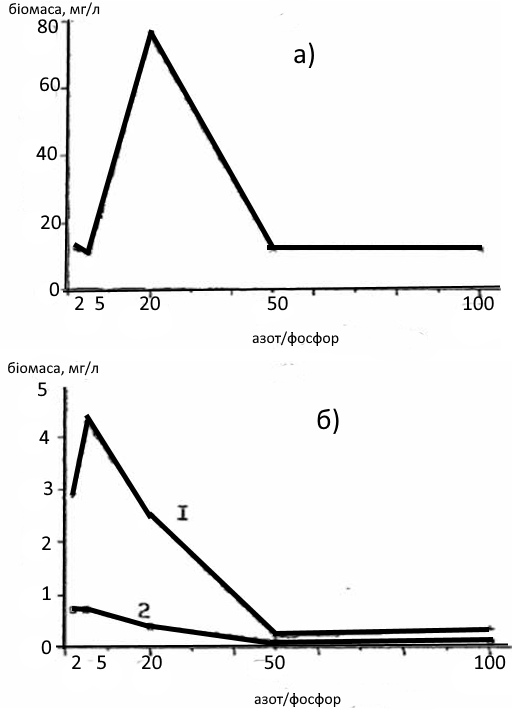 біомаса, мг/л
80
а)
60
40
20
0
2 5 20 50 100
азот/фосфор
біомаса, мг/л
5
б)
4
3
I
2
1
2
0
2 5 20 50 100
азот/фосфор